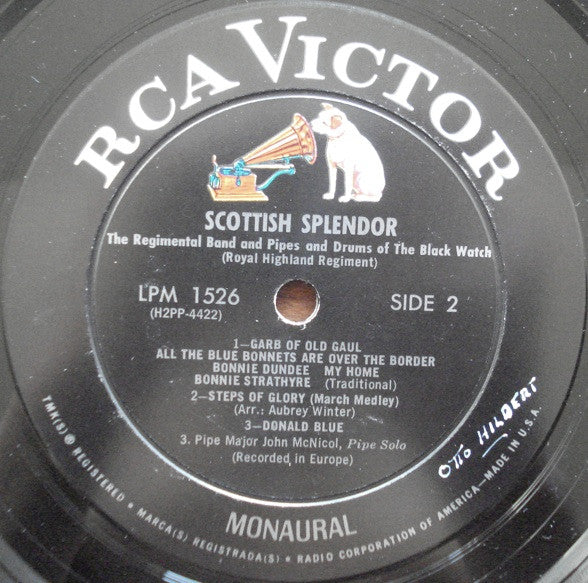 RCA VICTOR
SCOTTISH SPLENDOR
The Regimental Band and Pipes and Drums of The Black Watch
(Royal Highland Regiment)
LPM 1526
(H2PP-4422)
SIDE 2
1—GARB OF OLD GAUL
ALL THE BLUE BONNETS ARE OVER THE BORDER
BONNIE DUNDEE MY HOME
BONNIE STRATHYRE (Traditional)
2—STEPS OF GLORY (March Medley)
(Arr.: Aubrey Winter)
3—DONALD BLUE
3. Pipe Major John McNicol, Pipe Solo
(Recorded in Europe)
OTTO HILBERT
MONAURAL
TMK(S) ® REGISTERED • MARCA(S) REGISTRADA(S) • RADIO CORPORATION OF AMERICA—MADE IN U.S.A.